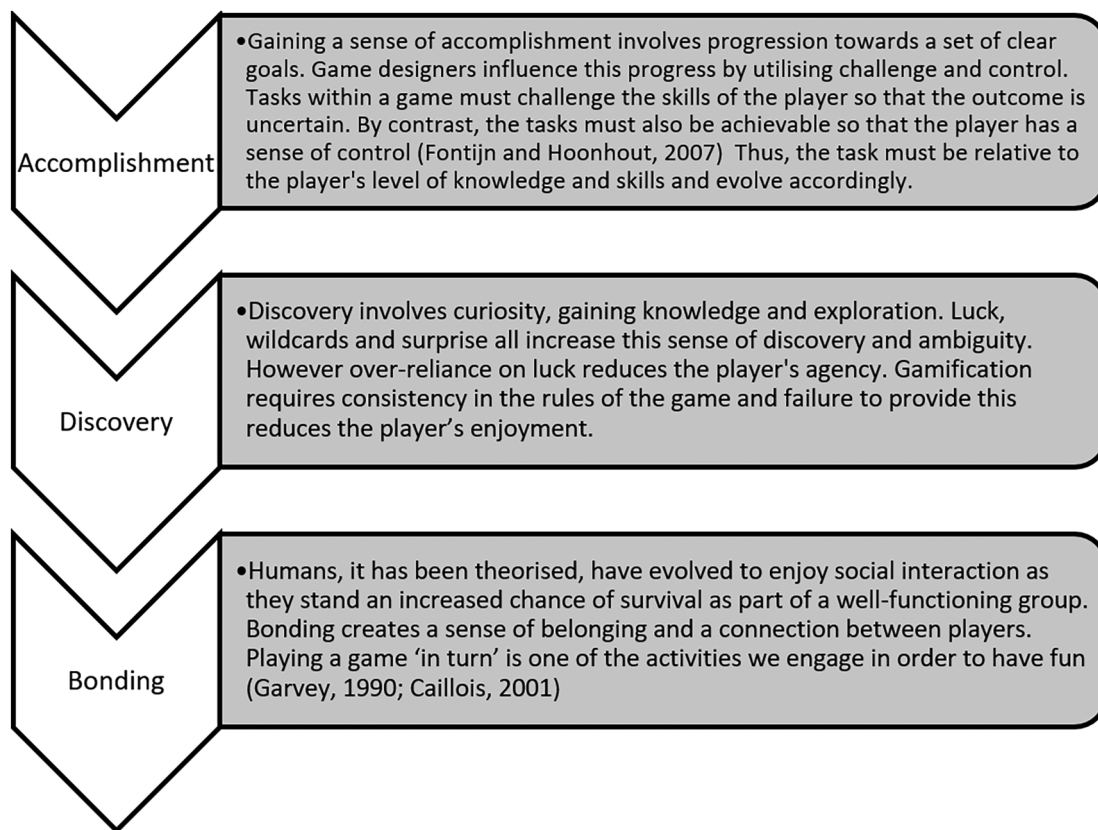 Accomplishment
•Gaining a sense of accomplishment involves progression towards a set of clear
goals. Game designers influence this progress by utilising challenge and control.
Tasks within a game must challenge the skills of the player so that the outcome is
uncertain. By contrast, the tasks must also be achievable so that the player has a
sense of control (Fontijn and Hoonhout, 2007)  Thus, the task must be relative to
the player's level of knowledge and skills and evolve accordingly.
Discovery
•Discovery involves curiosity, gaining knowledge and exploration. Luck,
wildcards and surprise all increase this sense of discovery and ambiguity.
However over-reliance on luck reduces the player's agency. Gamification
requires consistency in the rules of the game and failure to provide this
reduces the player’s enjoyment.
Bonding
•Humans, it has been theorised, have evolved to enjoy social interaction as
they stand an increased chance of survival as part of a well-functioning group.
Bonding creates a sense of belonging and a connection between players.
Playing a game ‘in turn’ is one of the activities we engage in order to have fun
(Garvey, 1990; Caillois, 2001)